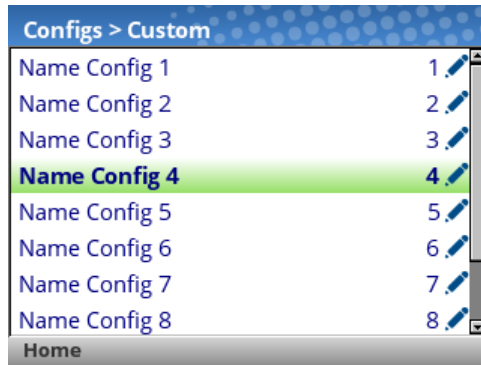 Configs > Custom
Name Config 1 1
Name Config 2 2
Name Config 3 3
Name Config 4 4
Name Config 5 5
Name Config 6 6
Name Config 7 7
Name Config 8 8
Home